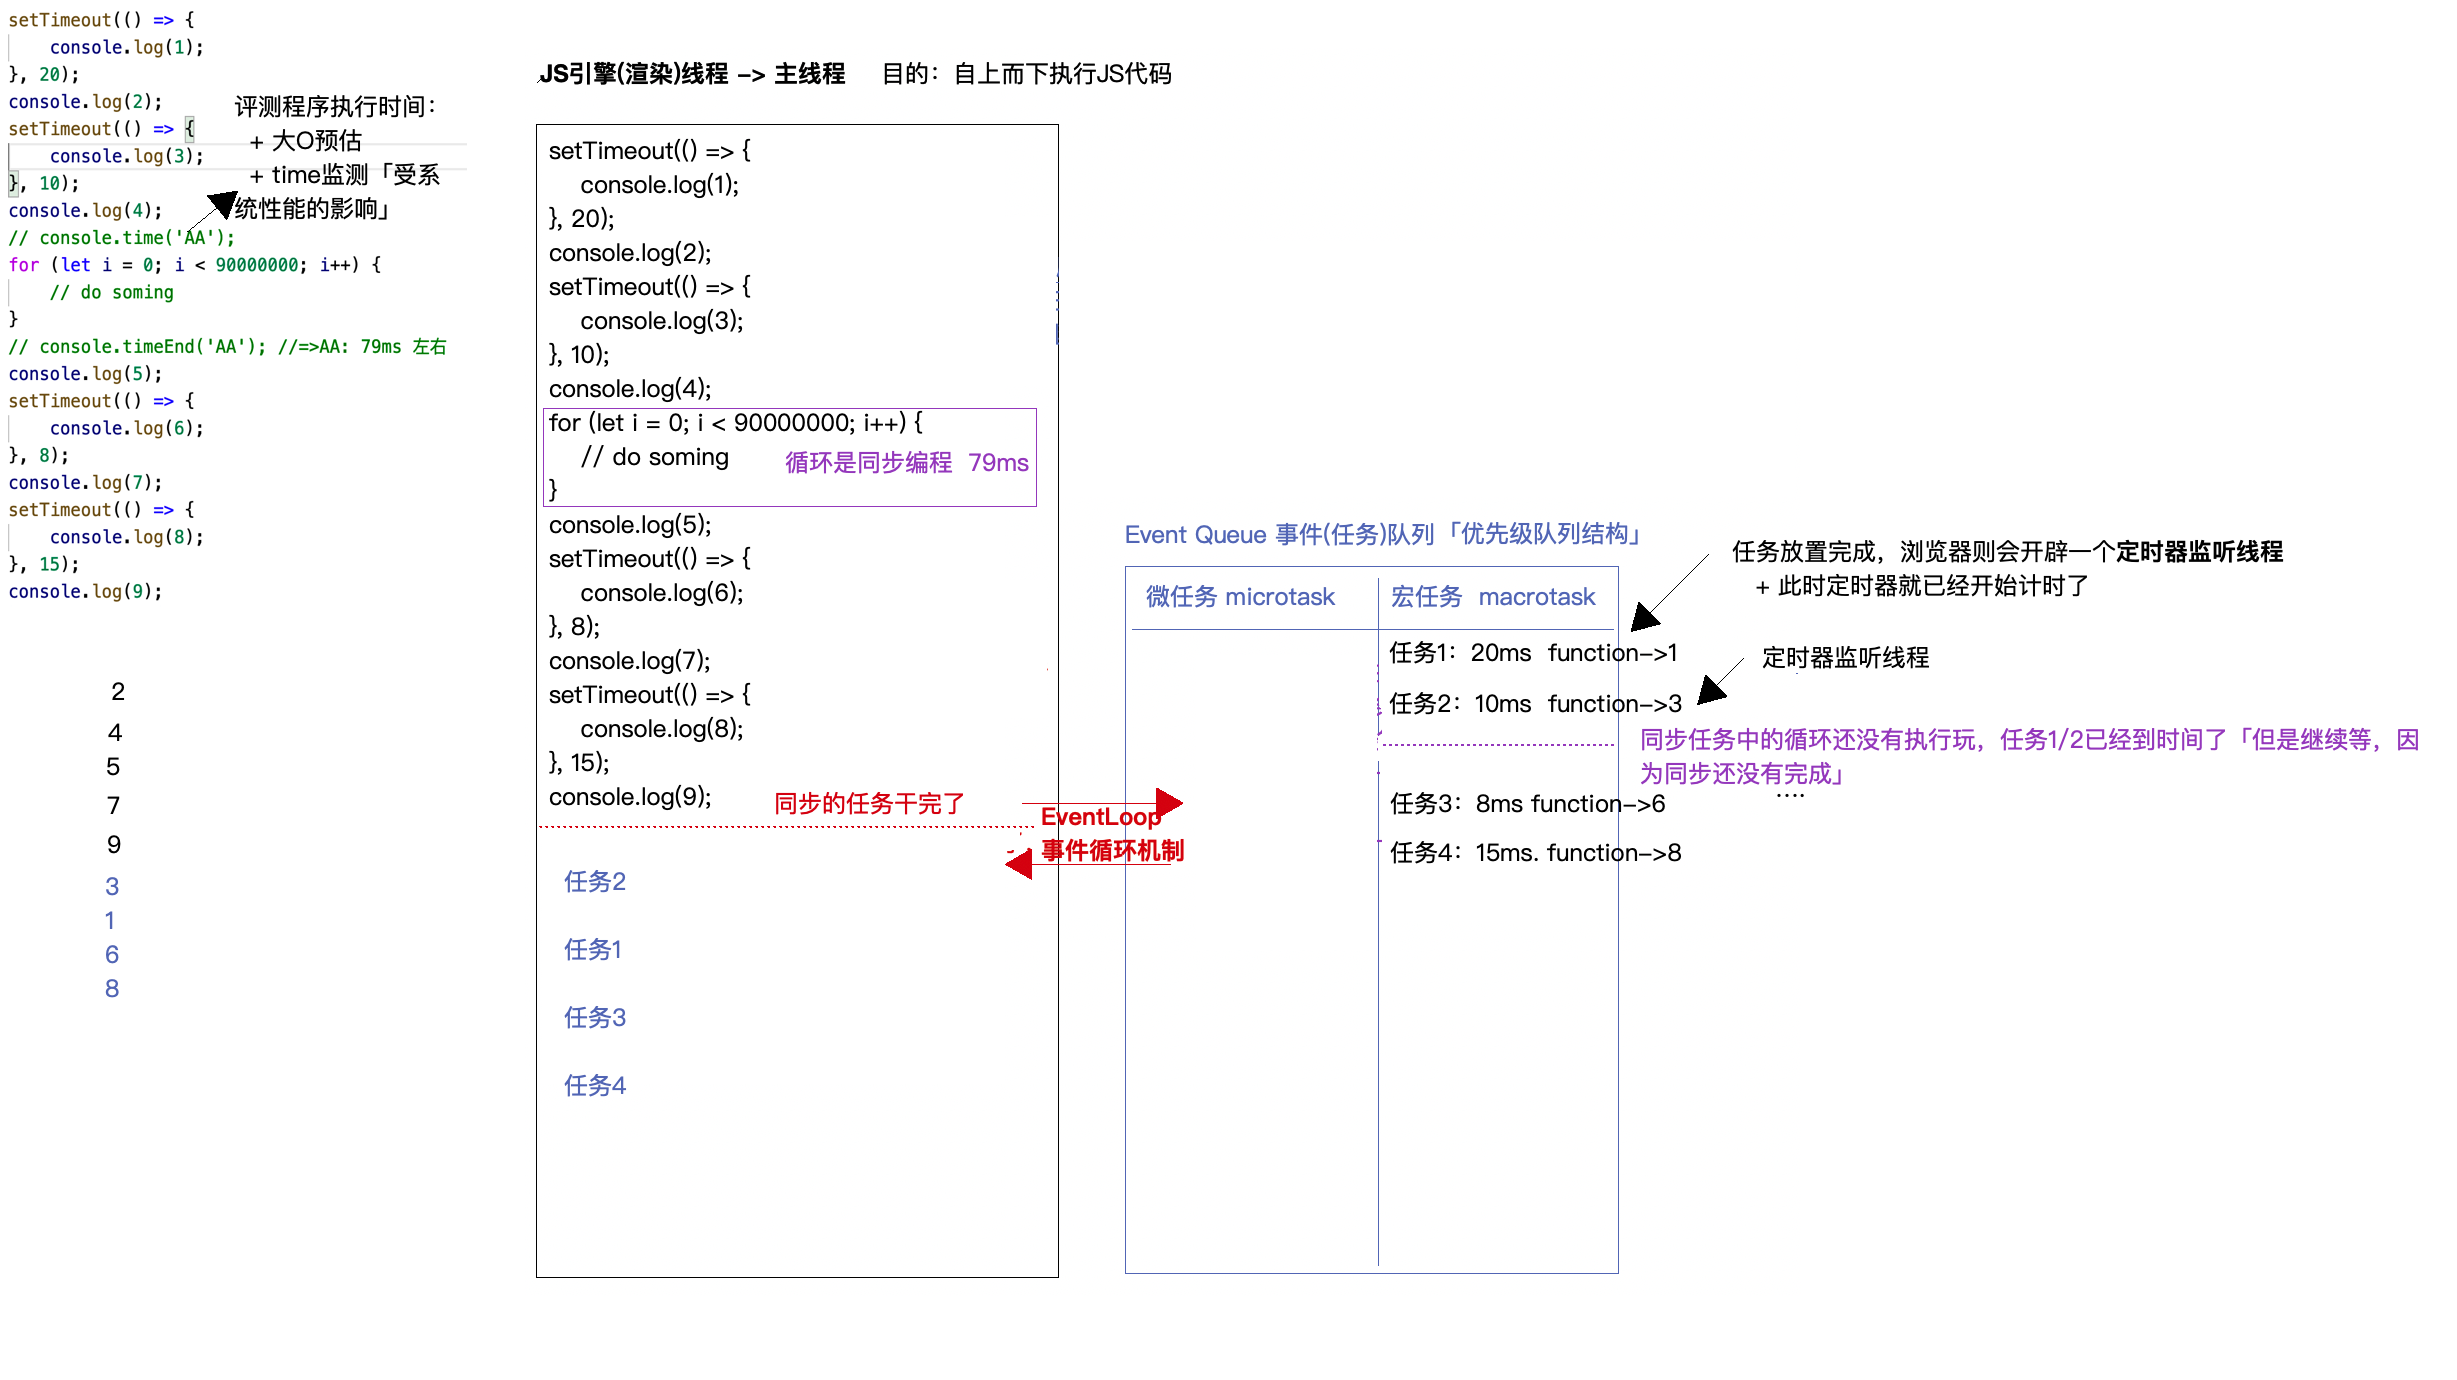 setTimeout(() => {
    console.log(1);
}, 20);
console.log(2);
setTimeout(() => {
    console.log(3);
}, 10);
console.log(4);
// console.time('AA');
for (let i = 0; i < 90000000; i++) {
    // do soming
}
// console.timeEnd('AA'); //=>AA: 79ms 左右
console.log(5);
setTimeout(() => {
    console.log(6);
}, 8);
console.log(7);
setTimeout(() => {
    console.log(8);
}, 15);
console.log(9);
评测程序执行时间：
+ 大O预估
+ time监测「受系
统性能的影响」
2
4
5
7
9
3
1
6
8
JS引擎(渲染)线程 -> 主线程 目的：自上而下执行JS代码
setTimeout(() => {
    console.log(1);
}, 20);
console.log(2);
setTimeout(() => {
    console.log(3);
}, 10);
console.log(4);
for (let i = 0; i < 90000000; i++) {
    // do soming
循环是同步编程 79ms
}
console.log(5);
setTimeout(() => {
    console.log(6);
}, 8);
console.log(7);
setTimeout(() => {
    console.log(8);
}, 15);
console.log(9);
同步的任务干完了
EventLoop
事件循环机制
任务2
任务1
任务3
任务4
Event Queue 事件(任务)队列「优先级队列结构」
微任务 microtask
宏任务 macrotask
任务1：20ms function->1
任务2：10ms function->3
任务3：8ms function->6
任务4：15ms. function->8
任务放置完成，浏览器则会开辟一个定时器监听线程
+ 此时定时器就已经开始计时了
定时器监听线程
同步任务中的循环还没有执行玩，任务1/2已经到时间了「但是继续等，因
为同步还没有完成」
....